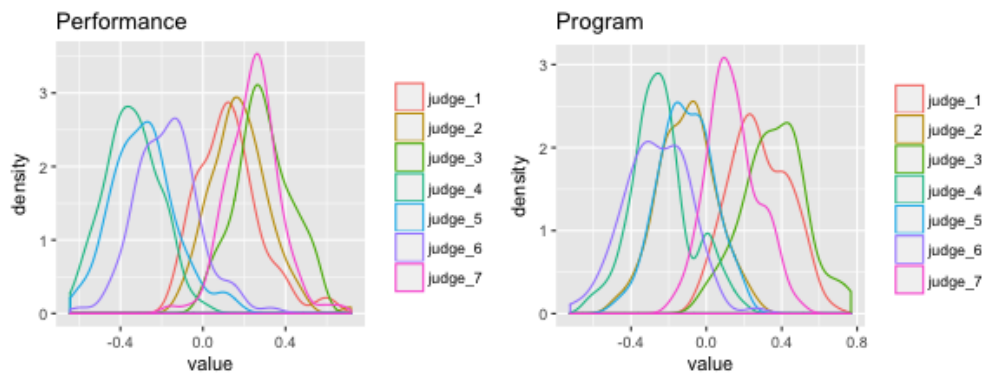 Performance
density
3
2
1
0
-0.4
0.0
0.4
value
judge_1
judge_2
judge_3
judge_4
judge_5
judge_6
judge_7
Program
density
3
2
1
0
-0.4
0.0
0.4
0.8
value
judge_1
judge_2
judge_3
judge_4
judge_5
judge_6
judge_7